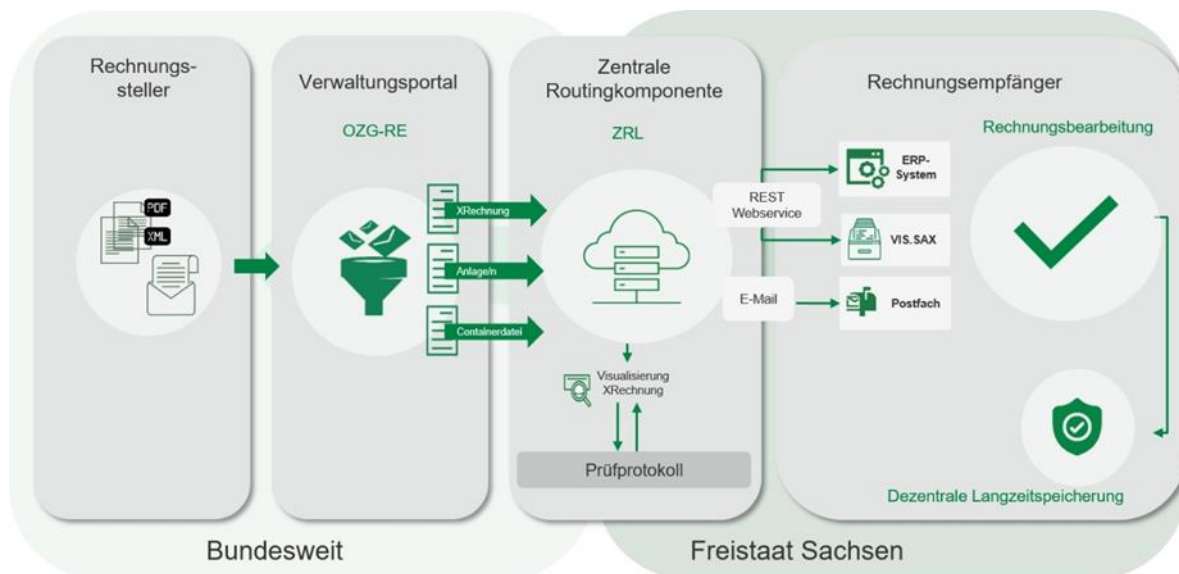 Rechnungs-
steller
PDF
XML
Verwaltungsportal
OZG-RE
XRechnung
Anlage/n
Containerdatei
Zentrale
Routingkomponente
ZRL
Visualisierung
XRechnung
Prüfprotokoll
REST
Webservice
E-Mail
Rechnungsempfänger
Rechnungsbearbeitung
ERP-
System
VIS.SAX
Postfach
Dezentrale Langzeitspeicherung
Bundesweit
Freistaat Sachsen